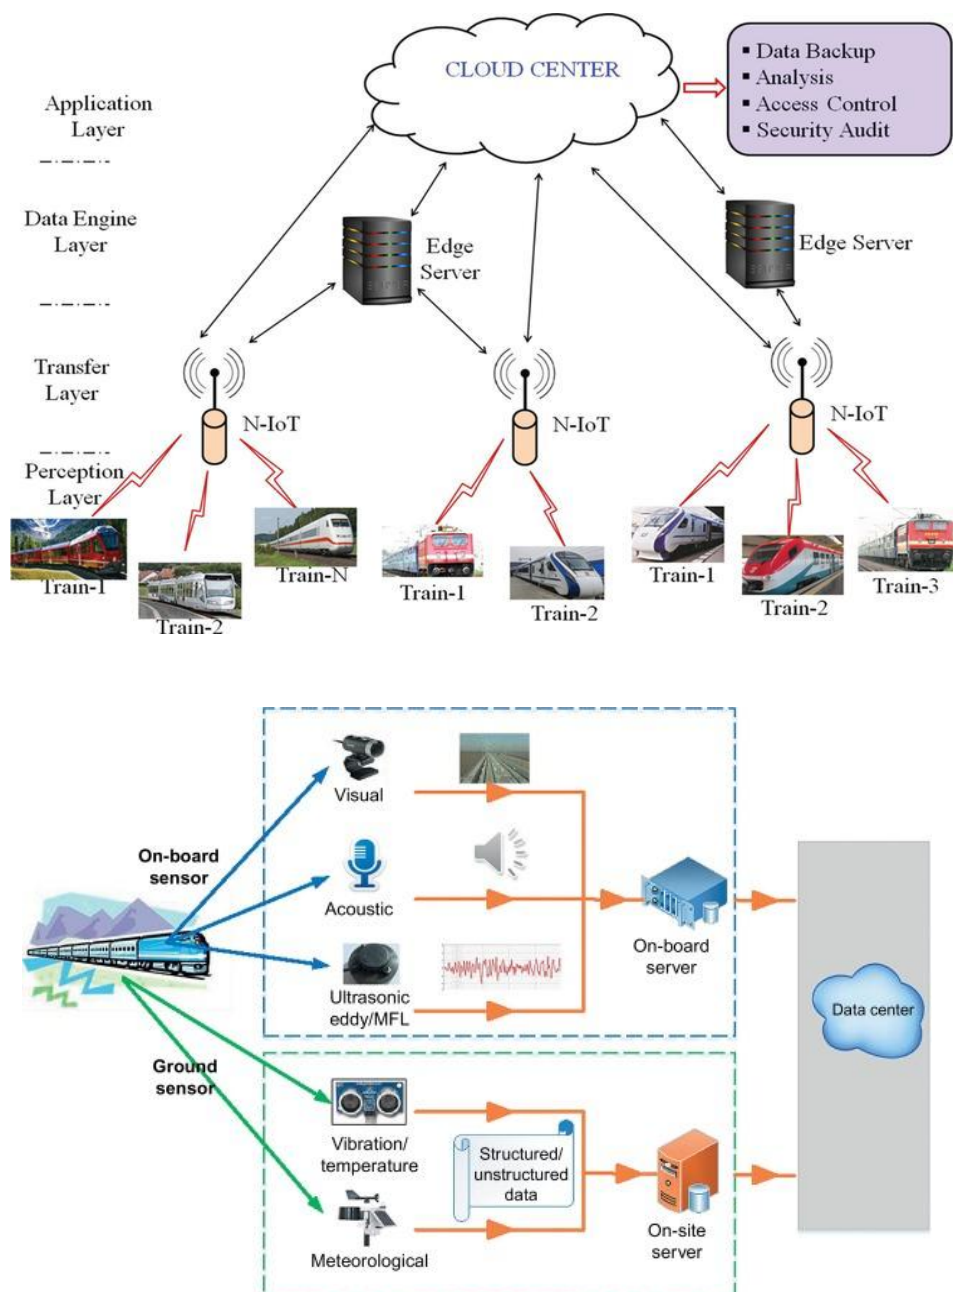 CLOUD CENTER
▪ Data Backup
▪ Analysis
▪ Access Control
▪ Security Audit
Application
Layer
Data Engine
Layer
Edge
Server
Edge Server
Transfer
Layer
N-IoT
N-IoT
N-IoT
Perception
Layer
Train-1
Train-2
Train-N
Train-1
Train-2
Train-1
Train-2
Train-3
On-board
sensor
Visual
Acoustic
Ultrasonic
eddy/MFL
On-board
server
Data center
Ground
sensor
Vibration/
temperature
Structured/
unstructured
data
Meteorological
On-site
server